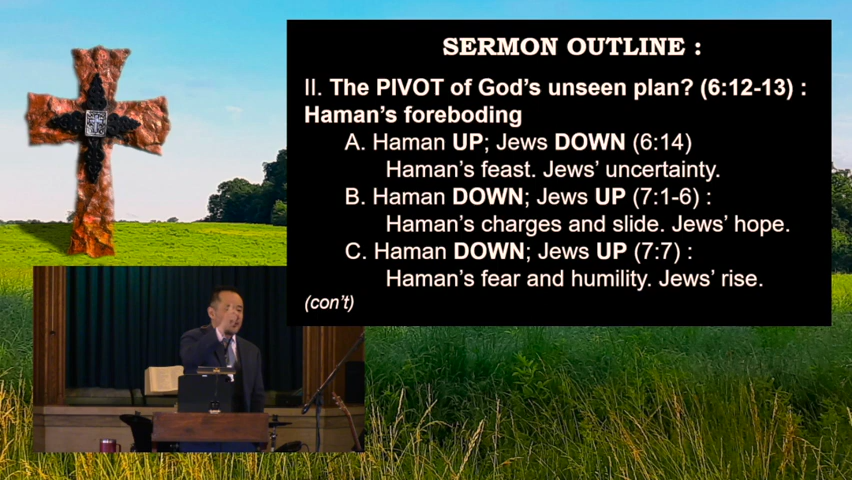 SERMON OUTLINE :
II. The PIVOT of God's unseen plan? (6:12-13) :
Haman's foreboding
A. Haman UP; Jews DOWN (6:14)
Haman's feast. Jews' uncertainty.
B. Haman DOWN; Jews UP (7:1-6) :
Haman's charges and slide. Jews' hope.
C. Haman DOWN; Jews UP (7:7) :
Haman's fear and humility. Jews' rise.
(con't)